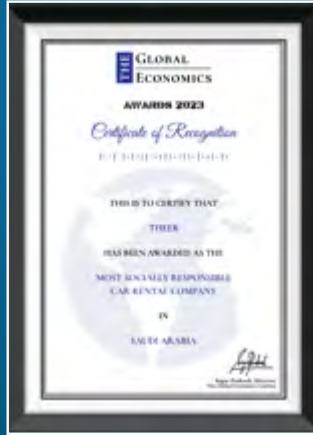 THE GLOBAL
ECONOMICS
AWARDS 2023
Certificate of Recognition
THIS IS TO CERTIFY THAT
THEEB
HAS BEEN AWARDED AS THE
MOST SOCIALLY RESPONSIBLE
CAR RENTAL COMPANY
IN
SAUDI ARABIA